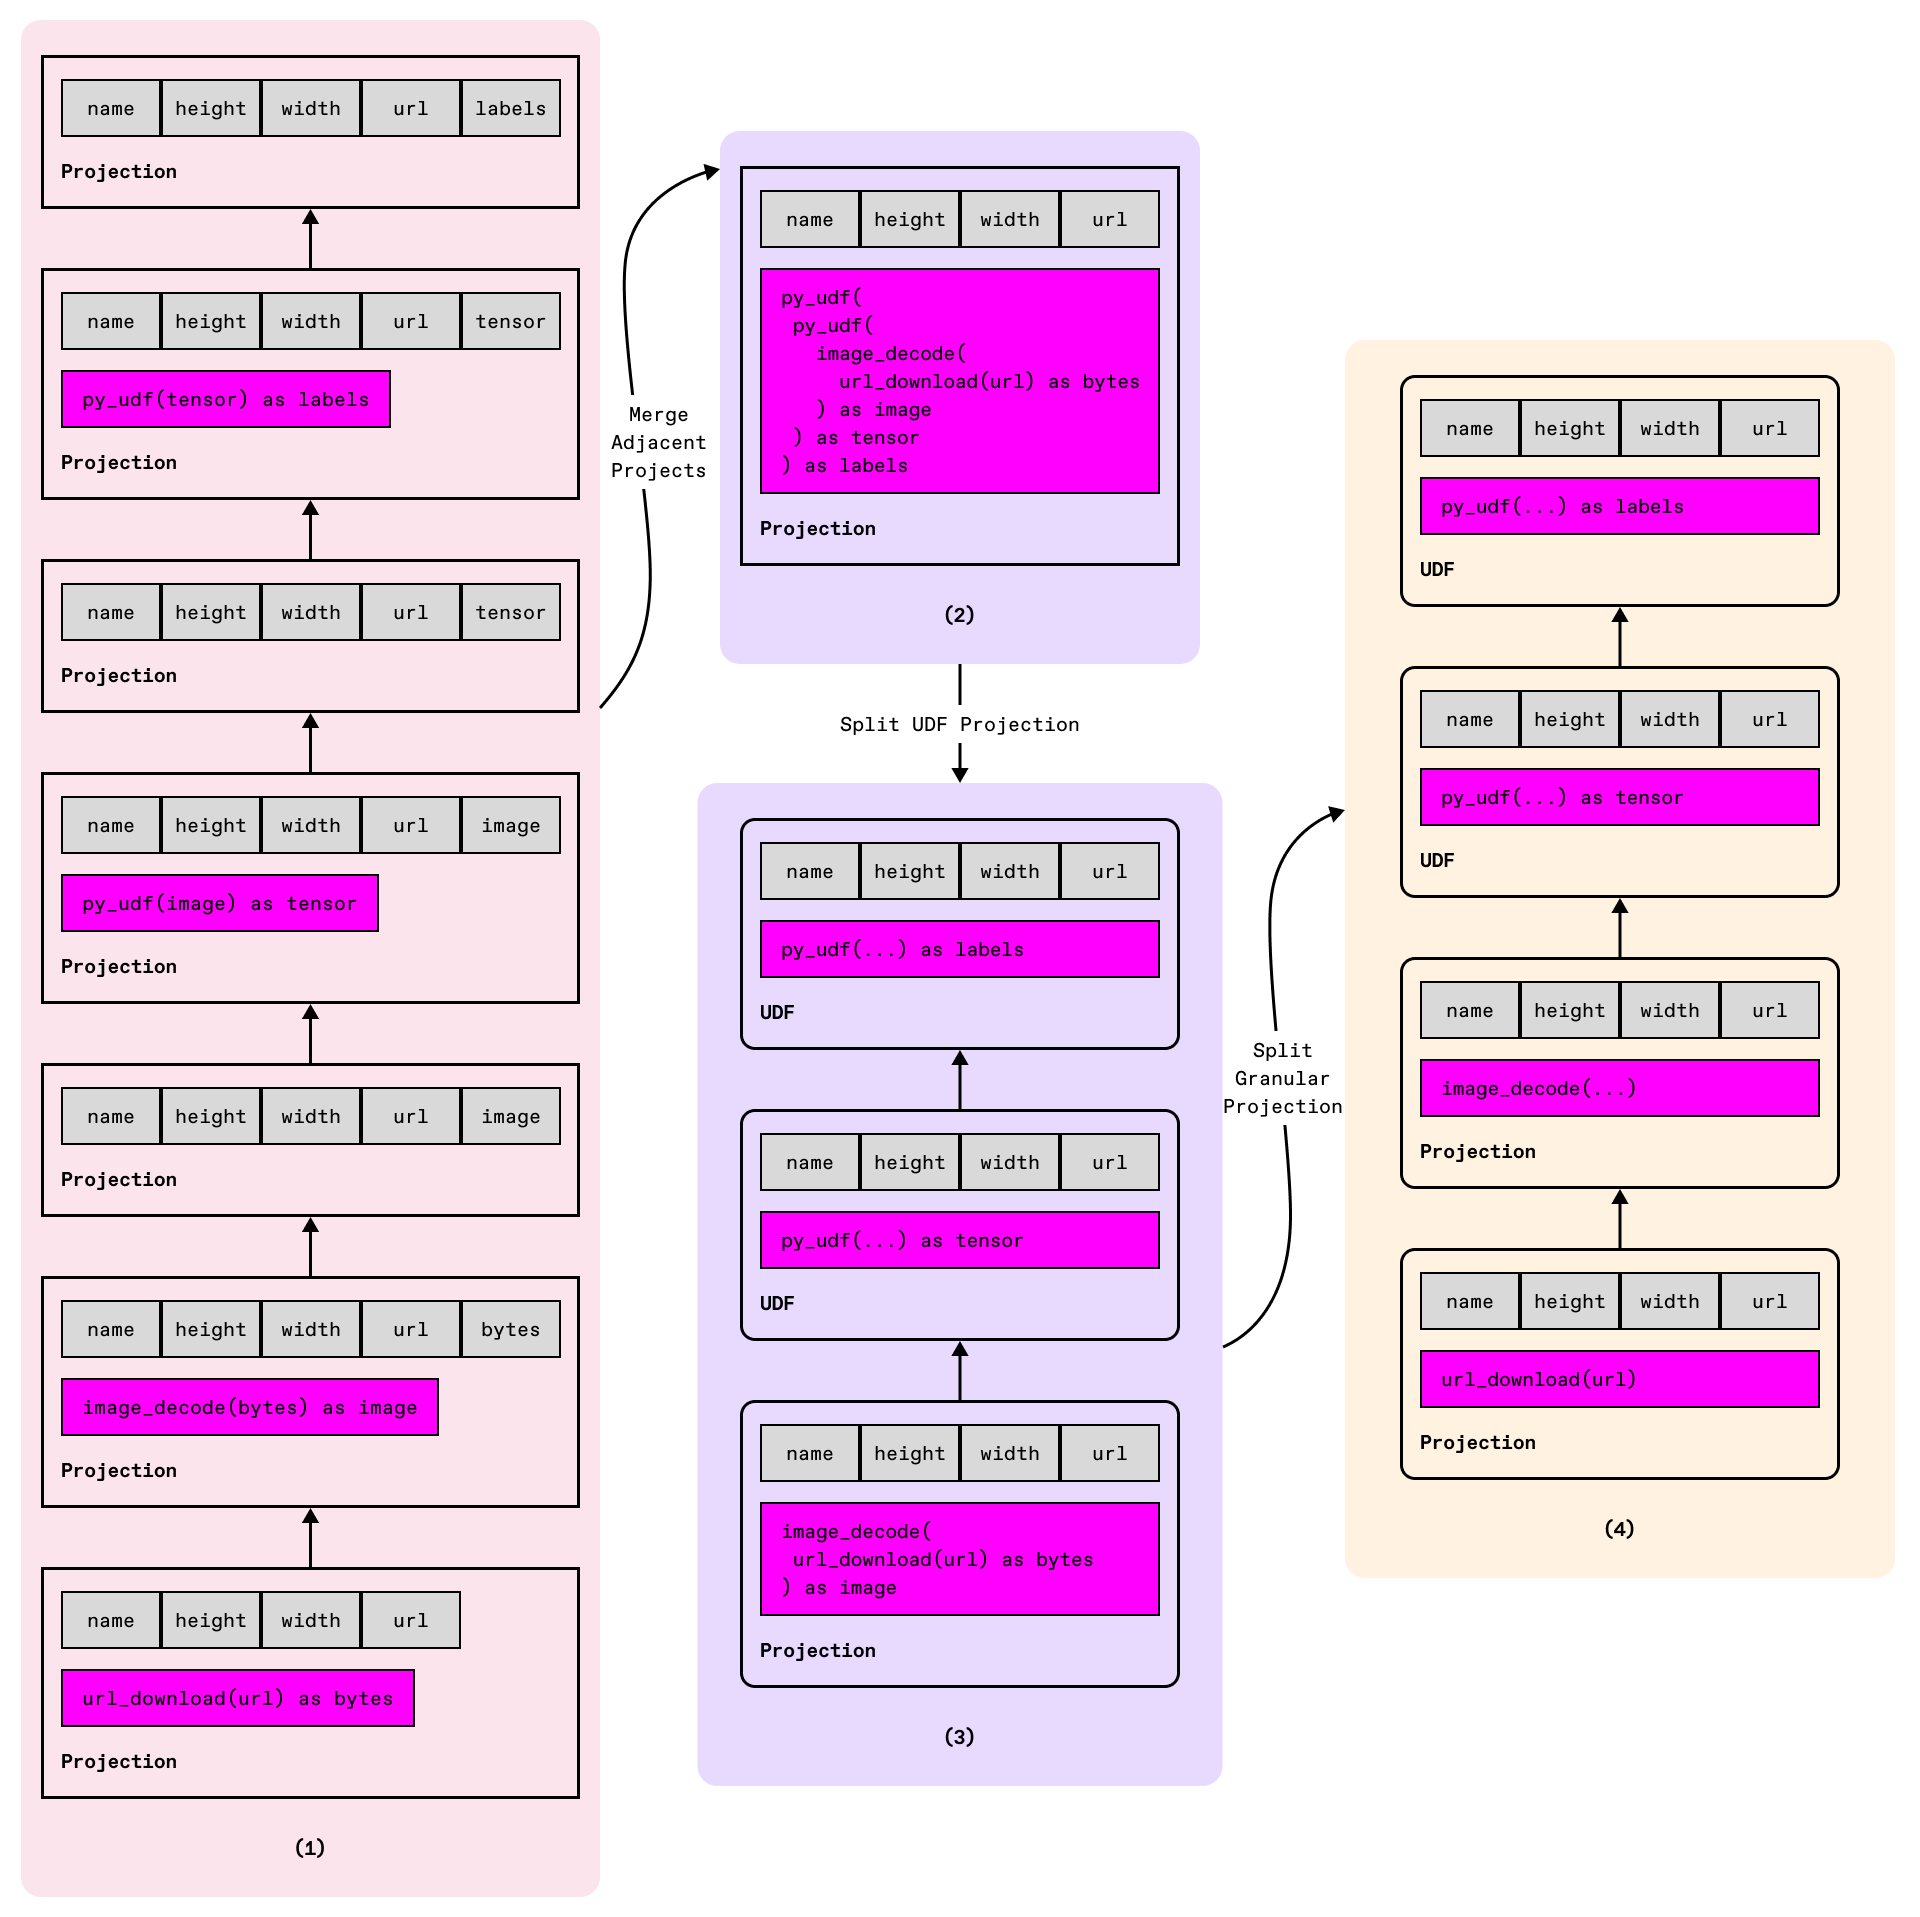 name height width url labels
Projection
name height width url tensor
py_udf(tensor) as labels
Projection
name height width url tensor
Projection
name height width url image
py_udf(image) as tensor
Projection
name height width url image
Projection
name height width url bytes
image_decode(bytes) as image
Projection
name height width url
url_download(url) as bytes
Projection
(1)
Merge
Adjacent
Projects
name height width url
py_udf(
py_udf(
image_decode(
url_download(url) as bytes
) as image
) as tensor
) as labels
Projection
(2)
Split UDF Projection
name height width url
py_udf(...) as labels
UDF
name height width url
py_udf(...) as tensor
UDF
name height width url
image_decode(
url_download(url) as bytes
) as image
Projection
(3)
Split
Granular
Projection
name height width url
py_udf(...) as labels
UDF
name height width url
py_udf(...) as tensor
UDF
name height width url
image_decode(...)
Projection
name height width url
url_download(url)
Projection
(4)